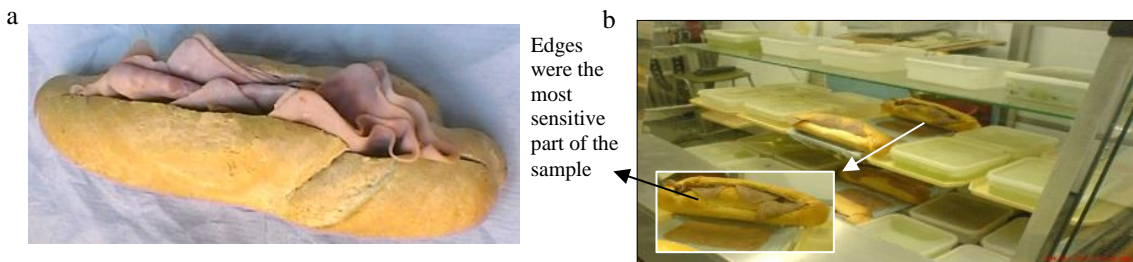 a
b
Edges
were the
most
sensitive
part of the
sample